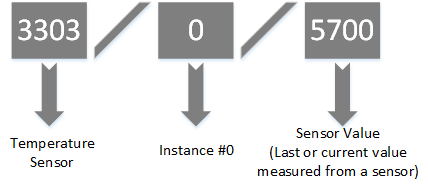 3303 / 0 / 5700
Temperature
Sensor
Instance #0
Sensor Value
(Last or current value
measured from a sensor)